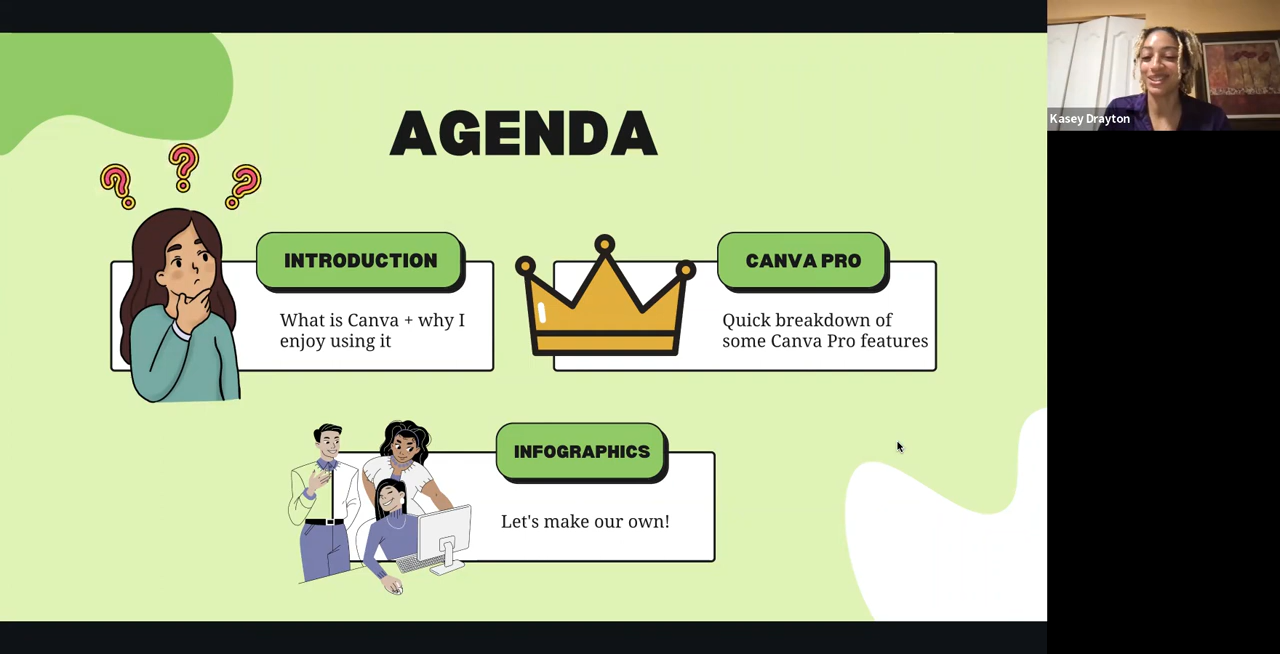 AGENDA
INTRODUCTION
What is Canva + why I
enjoy using it
CANVA PRO
Quick breakdown of
some Canva Pro features
INFOGRAPHICS
Let's make our own!
Kasey Drayton